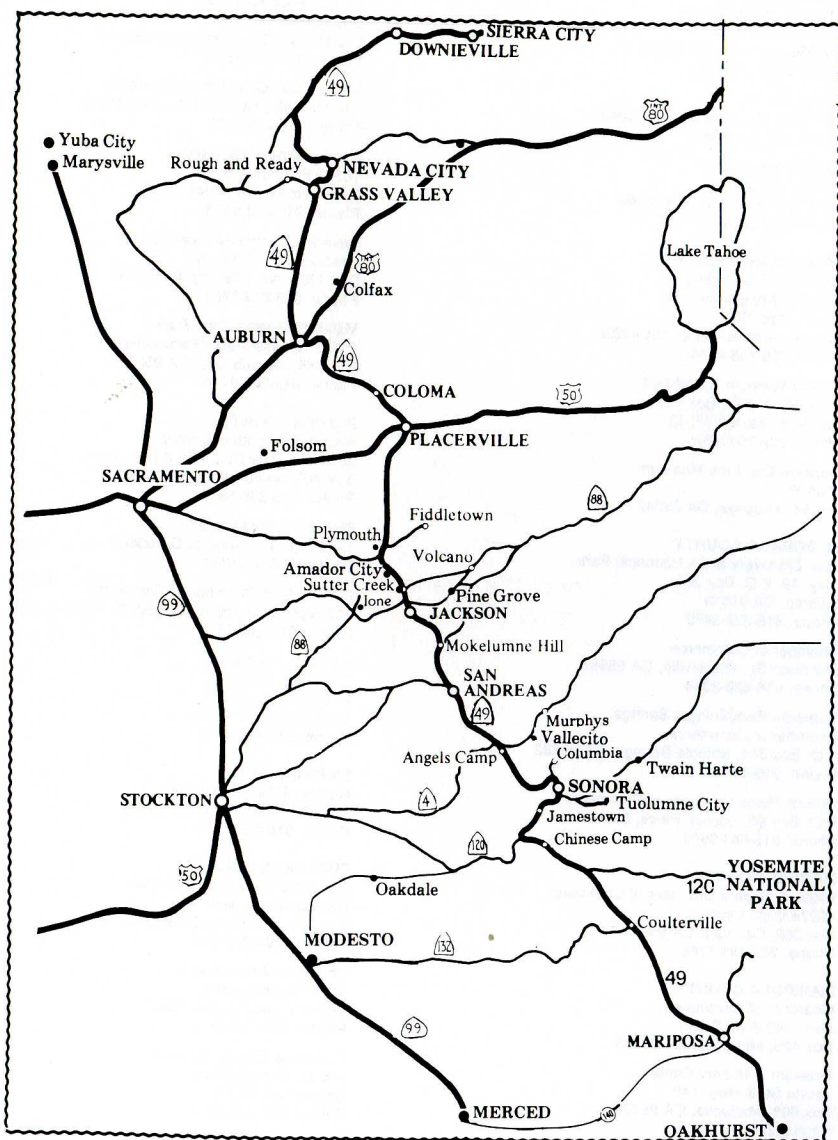 SIERRA CITY
DOWNIEVILLE
49
INT
80
Yuba City
Marysville
Rough and Ready
NEVADA CITY
GRASS VALLEY
49
INT
80
Lake Tahoe
Colfax
AUBURN
49
COLOMA
50
PLACERVILLE
Folsom
SACRAMENTO
88
Fiddletown
Plymouth
Volcano
Amador City
Sutter Creek
Pine Grove
Ione
JACKSON
99
88
Mokelumne Hill
SAN
ANDREAS
49
Murphys
Vallecito
Columbia
Angels Camp
Twain Harte
SONORA
STOCKTON
4
Tuolumne City
Jamestown
120
Chinese Camp
50
Oakdale
120
YOSEMITE
NATIONAL
PARK
Coulterville
MODESTO
132
49
99
MARIPOSA
MERCED
140
OAKHURST